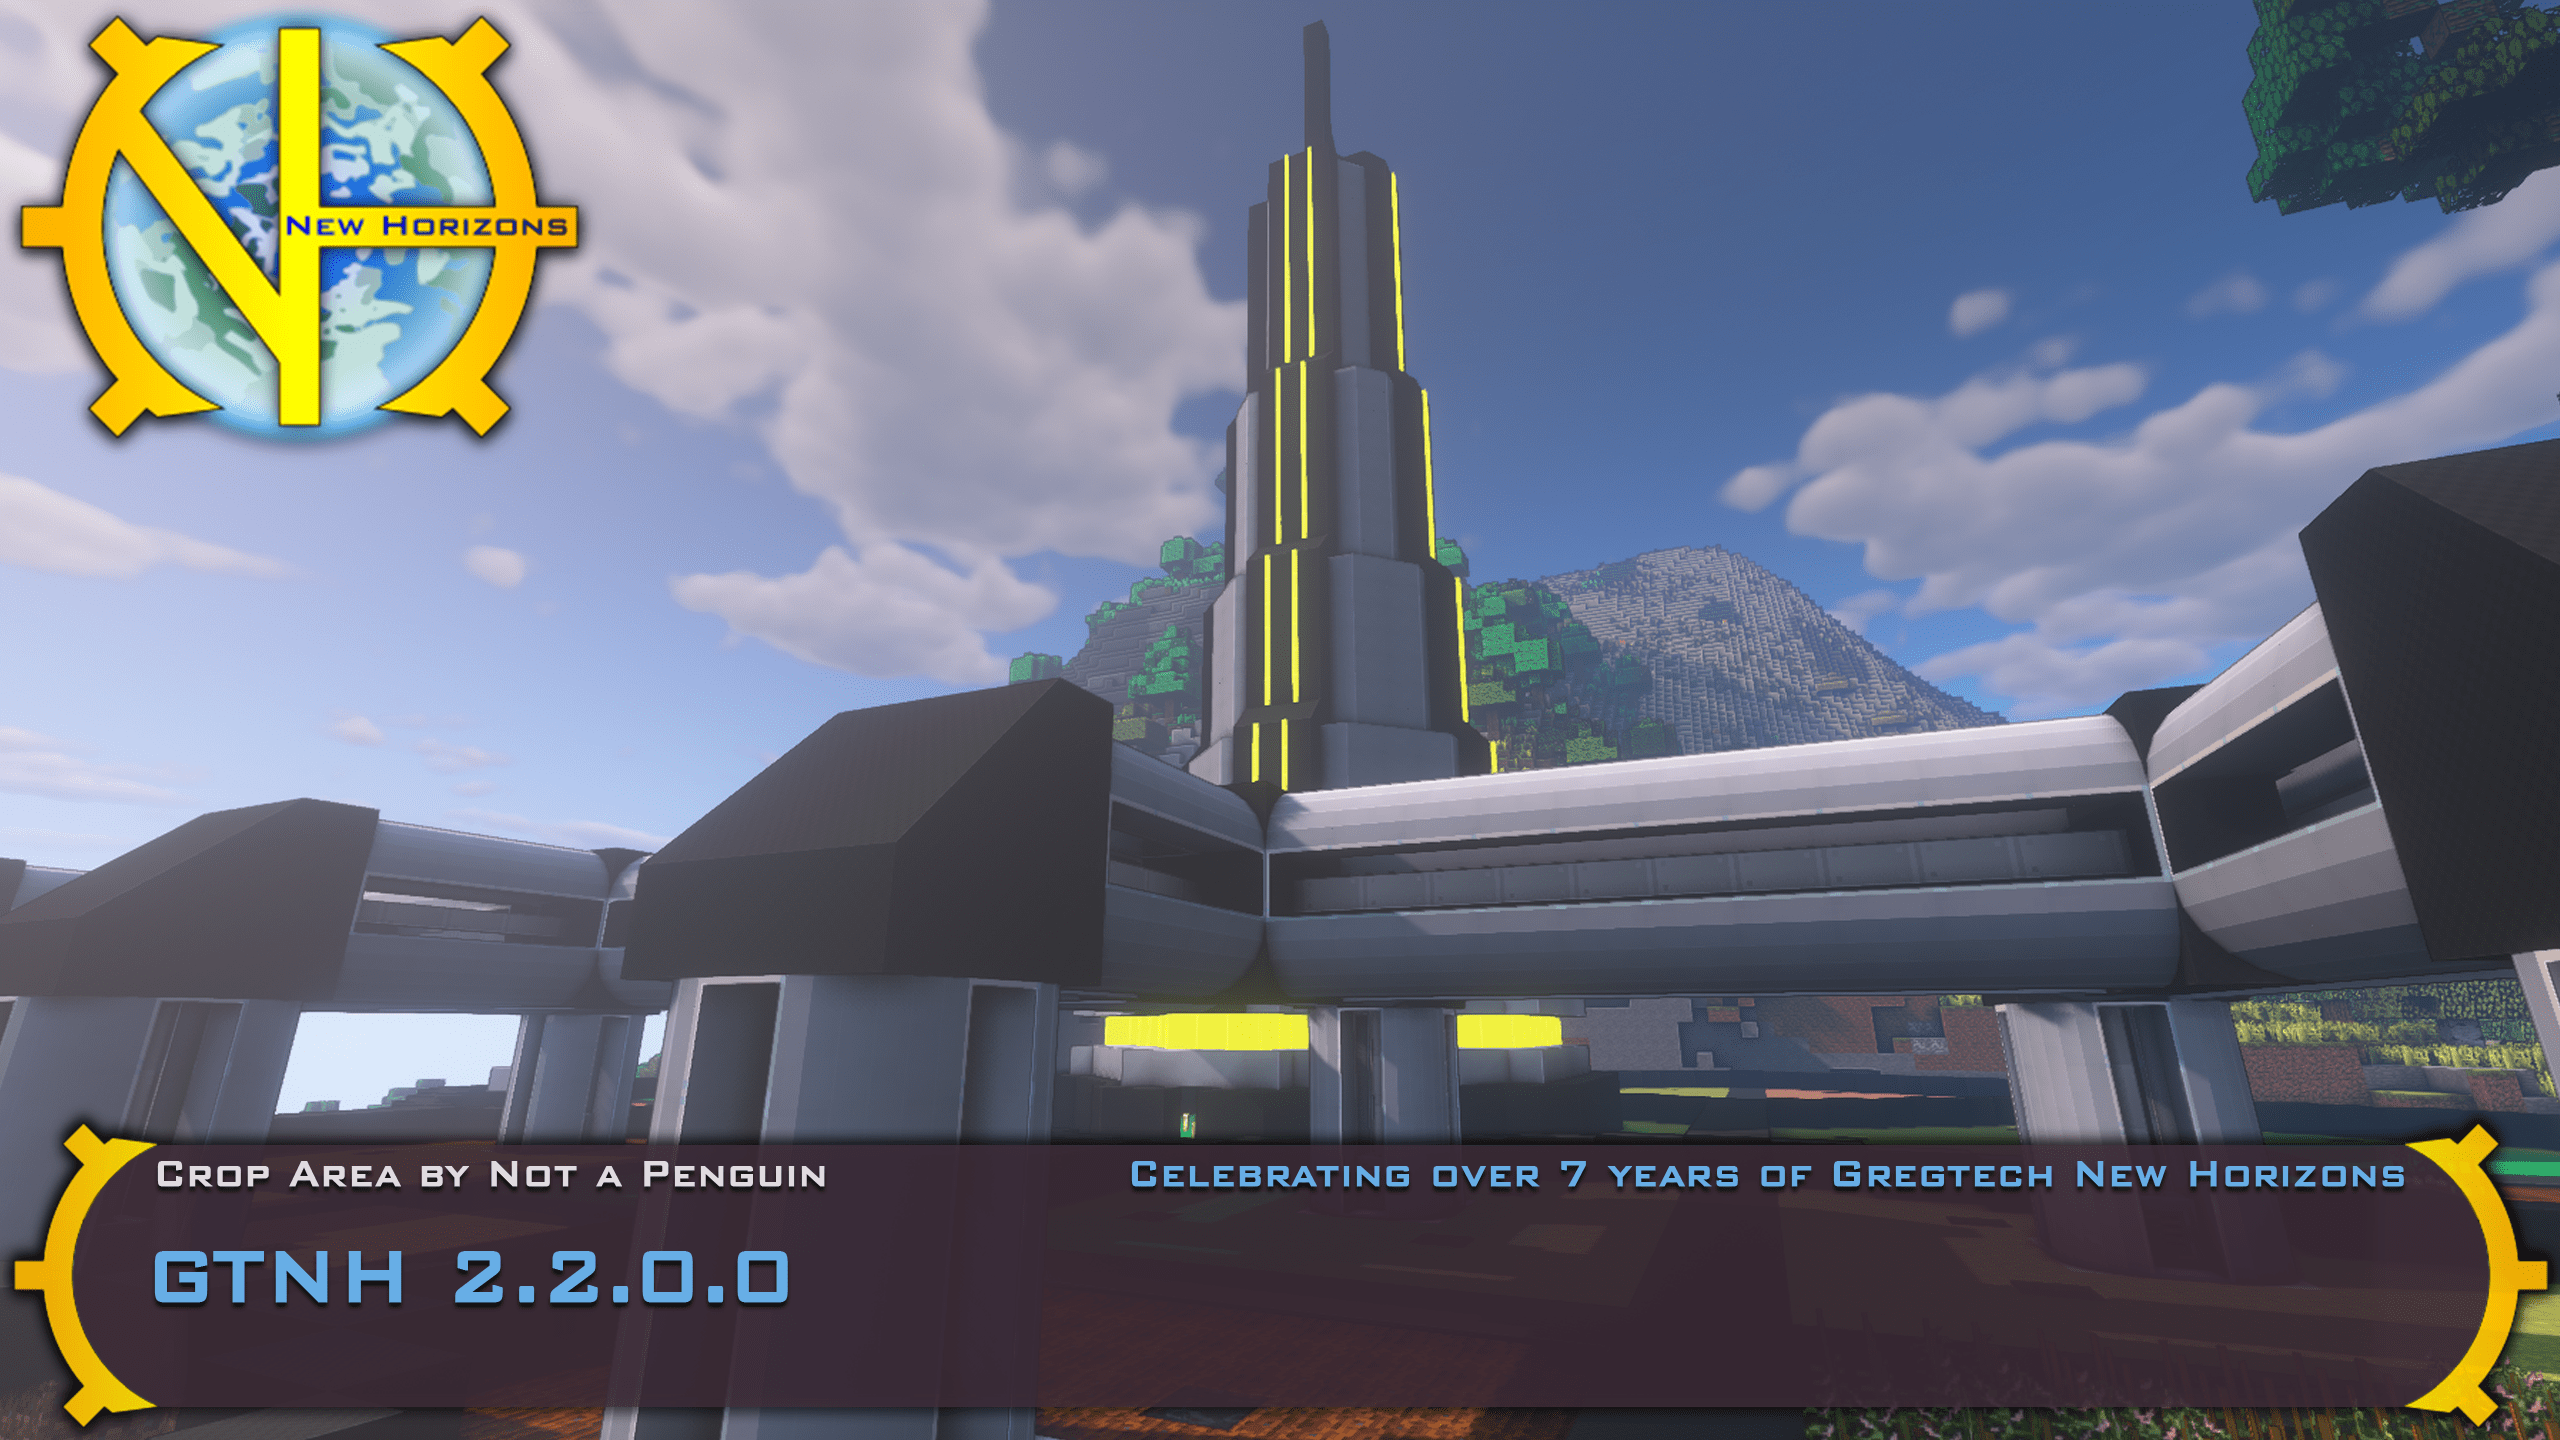 New Horizons
Crop Area by Not a Penguin
Celebrating over 7 years of Gregtech New Horizons
GTNH 2.2.0.0